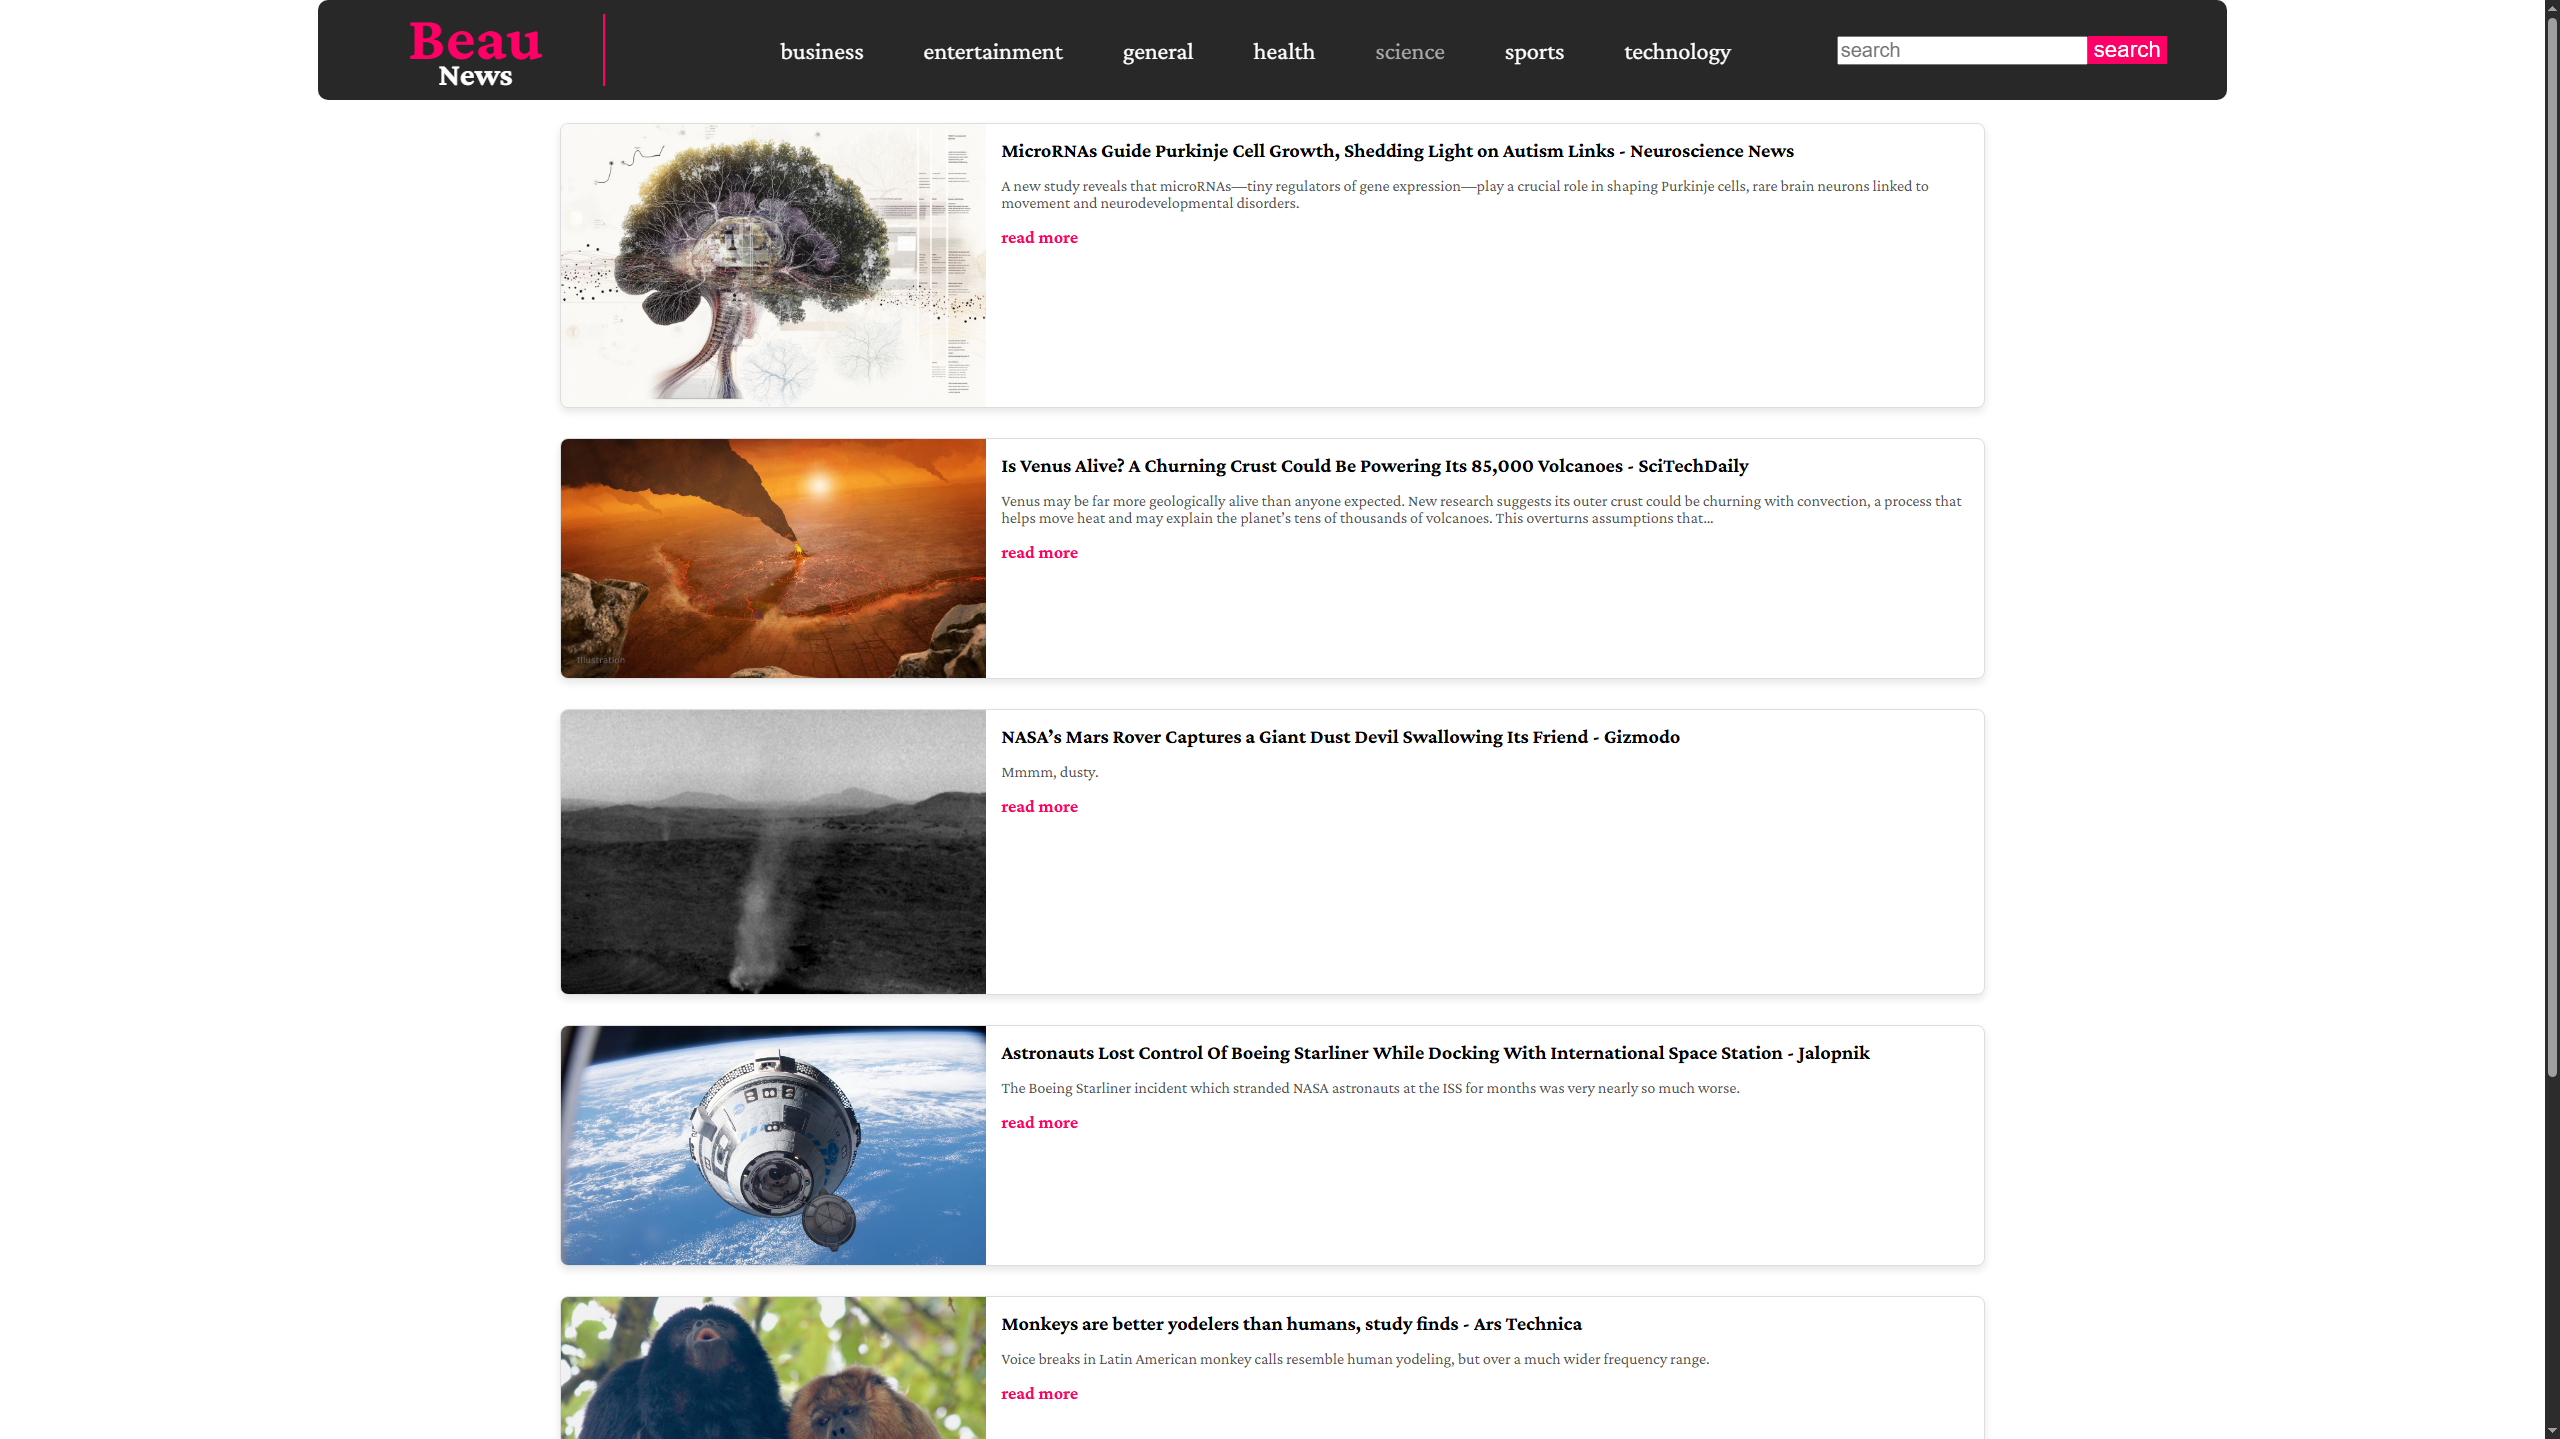 Beau
News
business
entertainment
general
health
science
sports
technology
search
search
MicroRNAs Guide Purkinje Cell Growth, Shedding Light on Autism Links - Neuroscience News
A new study reveals that microRNAs—tiny regulators of gene expression—play a crucial role in shaping Purkinje cells, rare brain neurons linked to
movement and neurodevelopmental disorders.
read more
Is Venus Alive? A Churning Crust Could Be Powering Its 85,000 Volcanoes - SciTechDaily
Venus may be far more geologically alive than anyone expected. New research suggests its outer crust could be churning with convection, a process that
helps move heat and may explain the planet’s tens of thousands of volcanoes. This overturns assumptions that…
read more
Illustration
NASA’s Mars Rover Captures a Giant Dust Devil Swallowing Its Friend - Gizmodo
Mmmm, dusty.
read more
Astronauts Lost Control Of Boeing Starliner While Docking With International Space Station - Jalopnik
The Boeing Starliner incident which stranded NASA astronauts at the ISS for months was very nearly so much worse.
read more
Monkeys are better yodelers than humans, study finds - Ars Technica
Voice breaks in Latin American monkey calls resemble human yodeling, but over a much wider frequency range.
read more